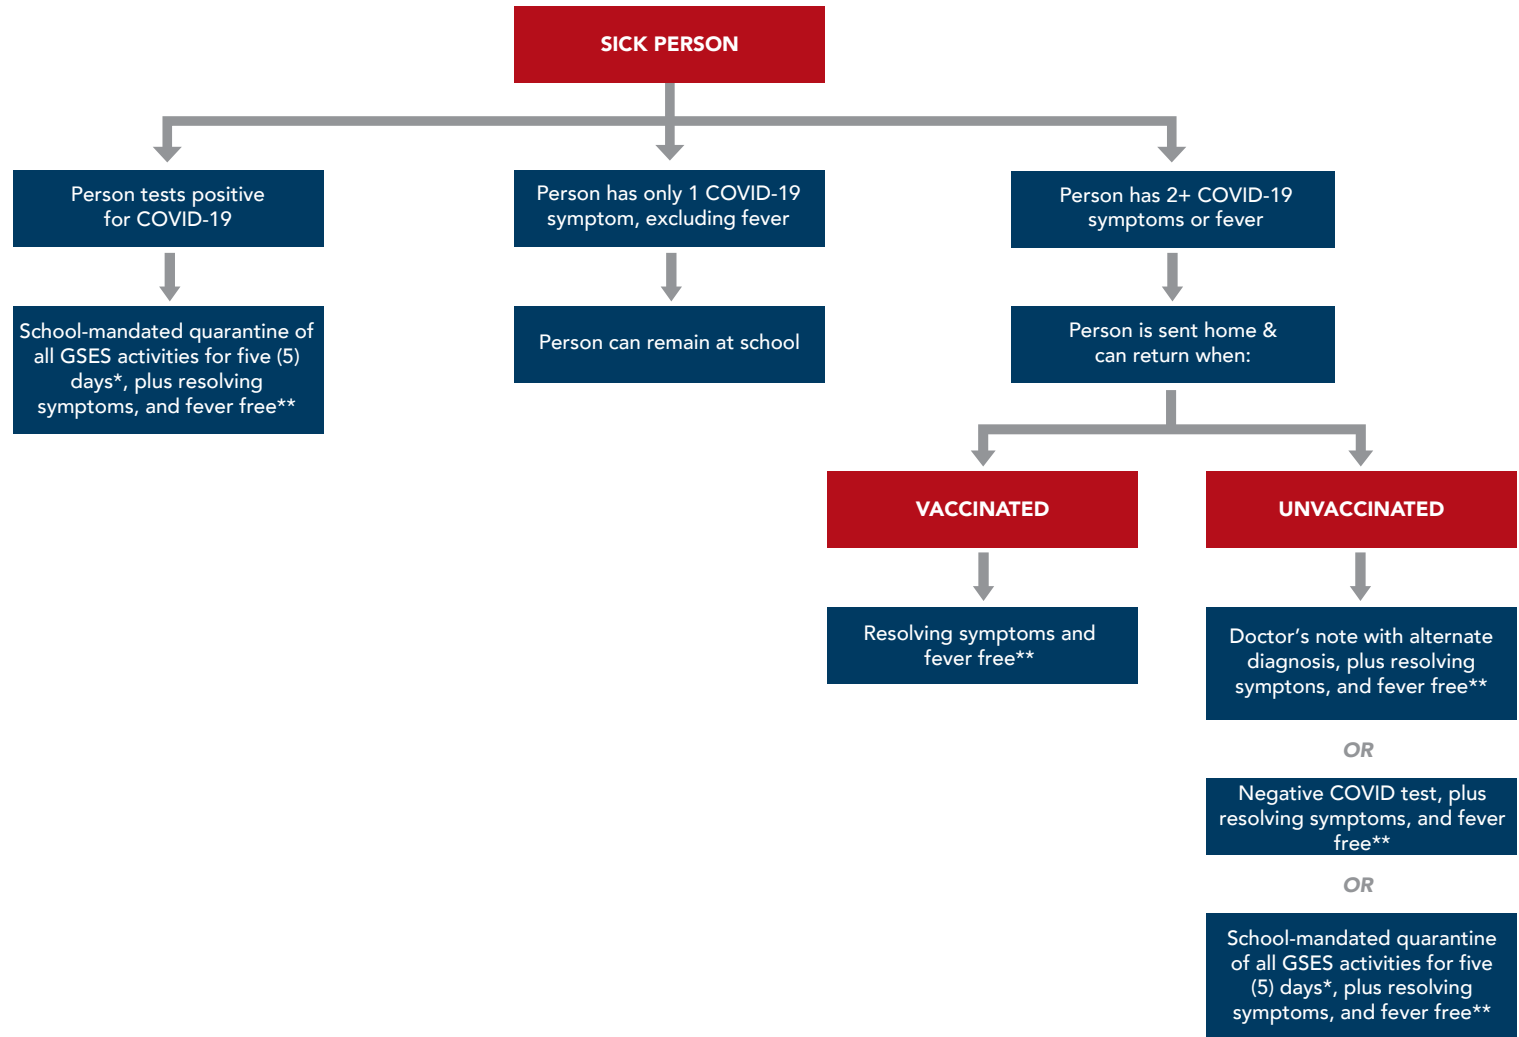 SICK PERSON
Person tests positive
for COVID-19
Person has only 1 COVID-19
symptom, excluding fever
Person has 2+ COVID-19
symptoms or fever
School-mandated quarantine of
all GSES activities for five (5)
days*, plus resolving
symptoms, and fever free**
Person can remain at school
Person is sent home &
can return when:
VACCINATED
UNVACCINATED
Resolving symptoms and
fever free**
Doctor’s note with alternate
diagnosis, plus resolving
symptons, and fever free**
OR
Negative COVID test, plus
resolving symptoms, and fever
free**
OR
School-mandated quarantine
of all GSES activities for five
(5) days*, plus resolving
symptoms, and fever free**